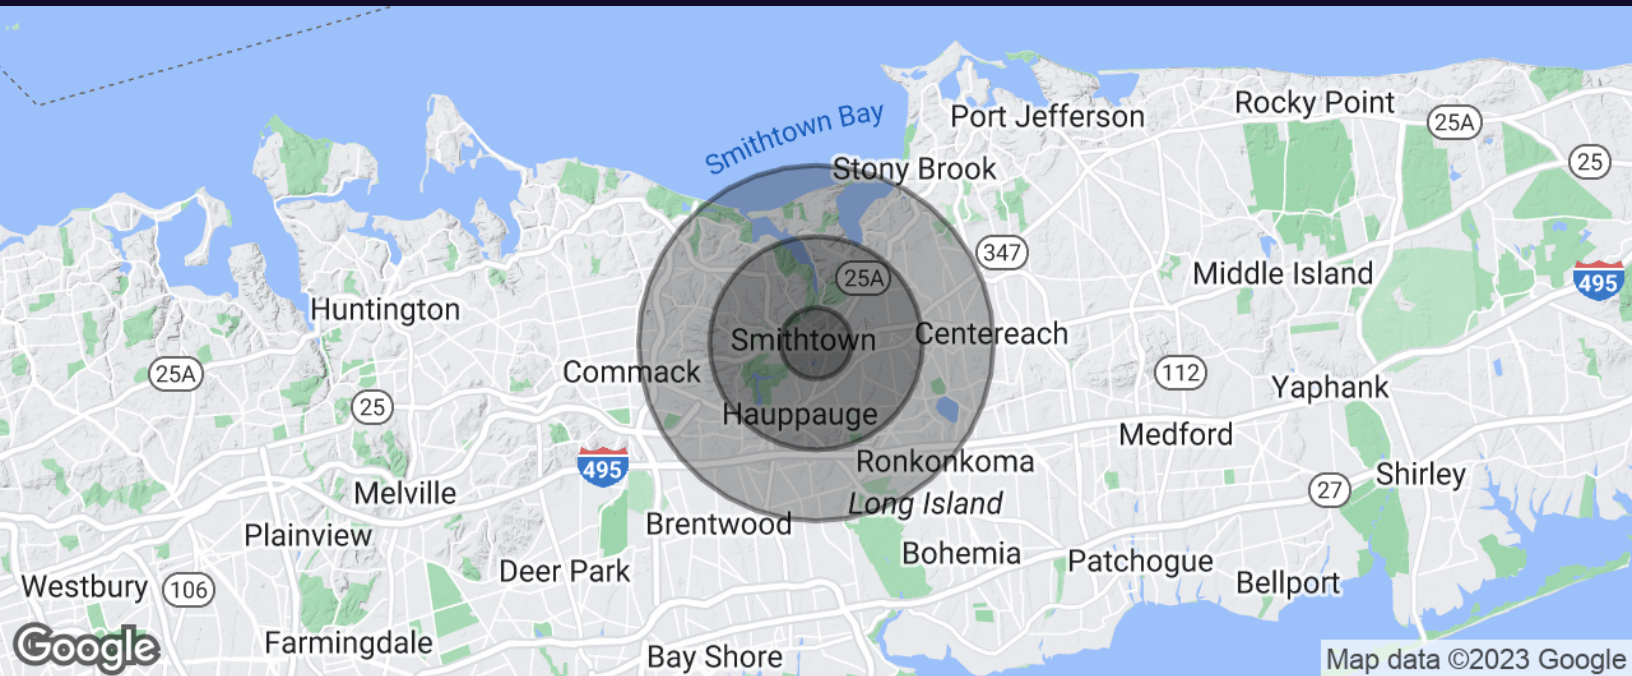 Rocky Point
Port Jefferson
25A
Smithtown Bay
25
Stony Brook
347
Middle Island
25A
495
Huntington
Centereach
Smithtown
25A
Commack
112
Yaphank
25
Hauppauge
Medford
Ronkonkoma
495
Shirley
Melville
27
Long Island
Brentwood
Plainview
Bohemia
Patchogue
Deer Park
Bellport
Westbury
106
Farmingdale
Google
Bay Shore
Map data ©2023 Google